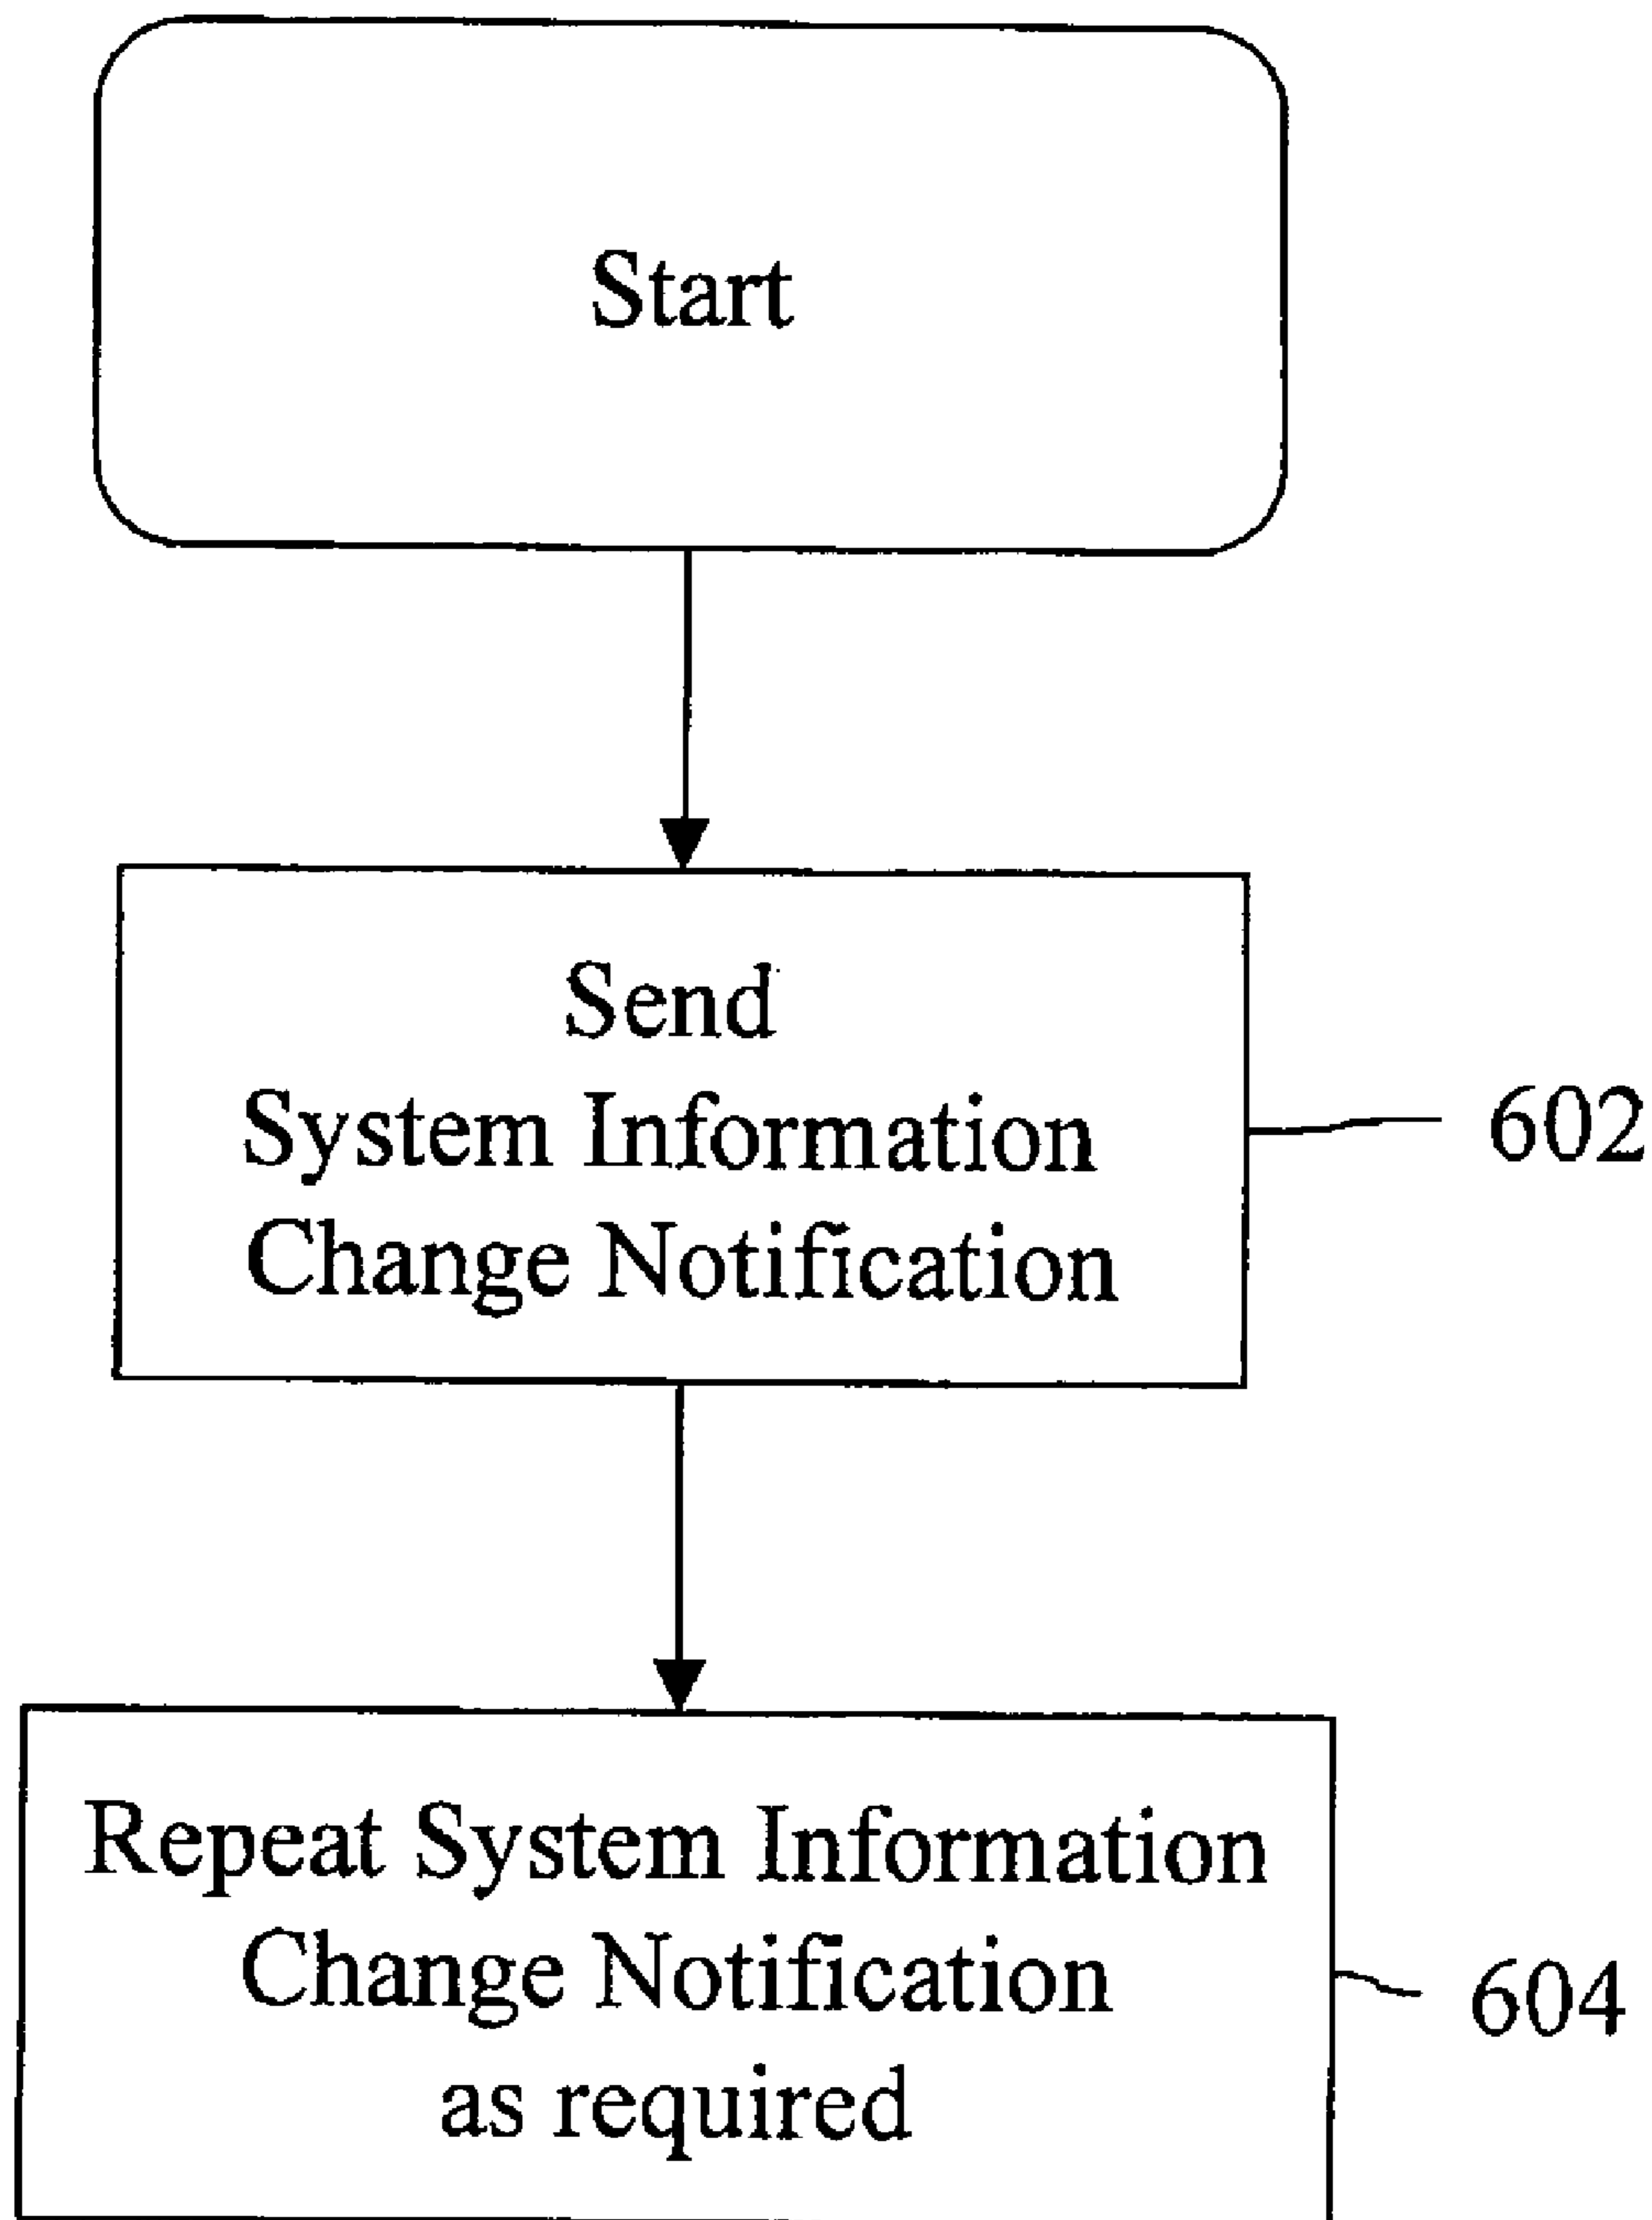 Start
Send
System Information
Change Notification
602
Repeat System Information
Change Notification
as required
604